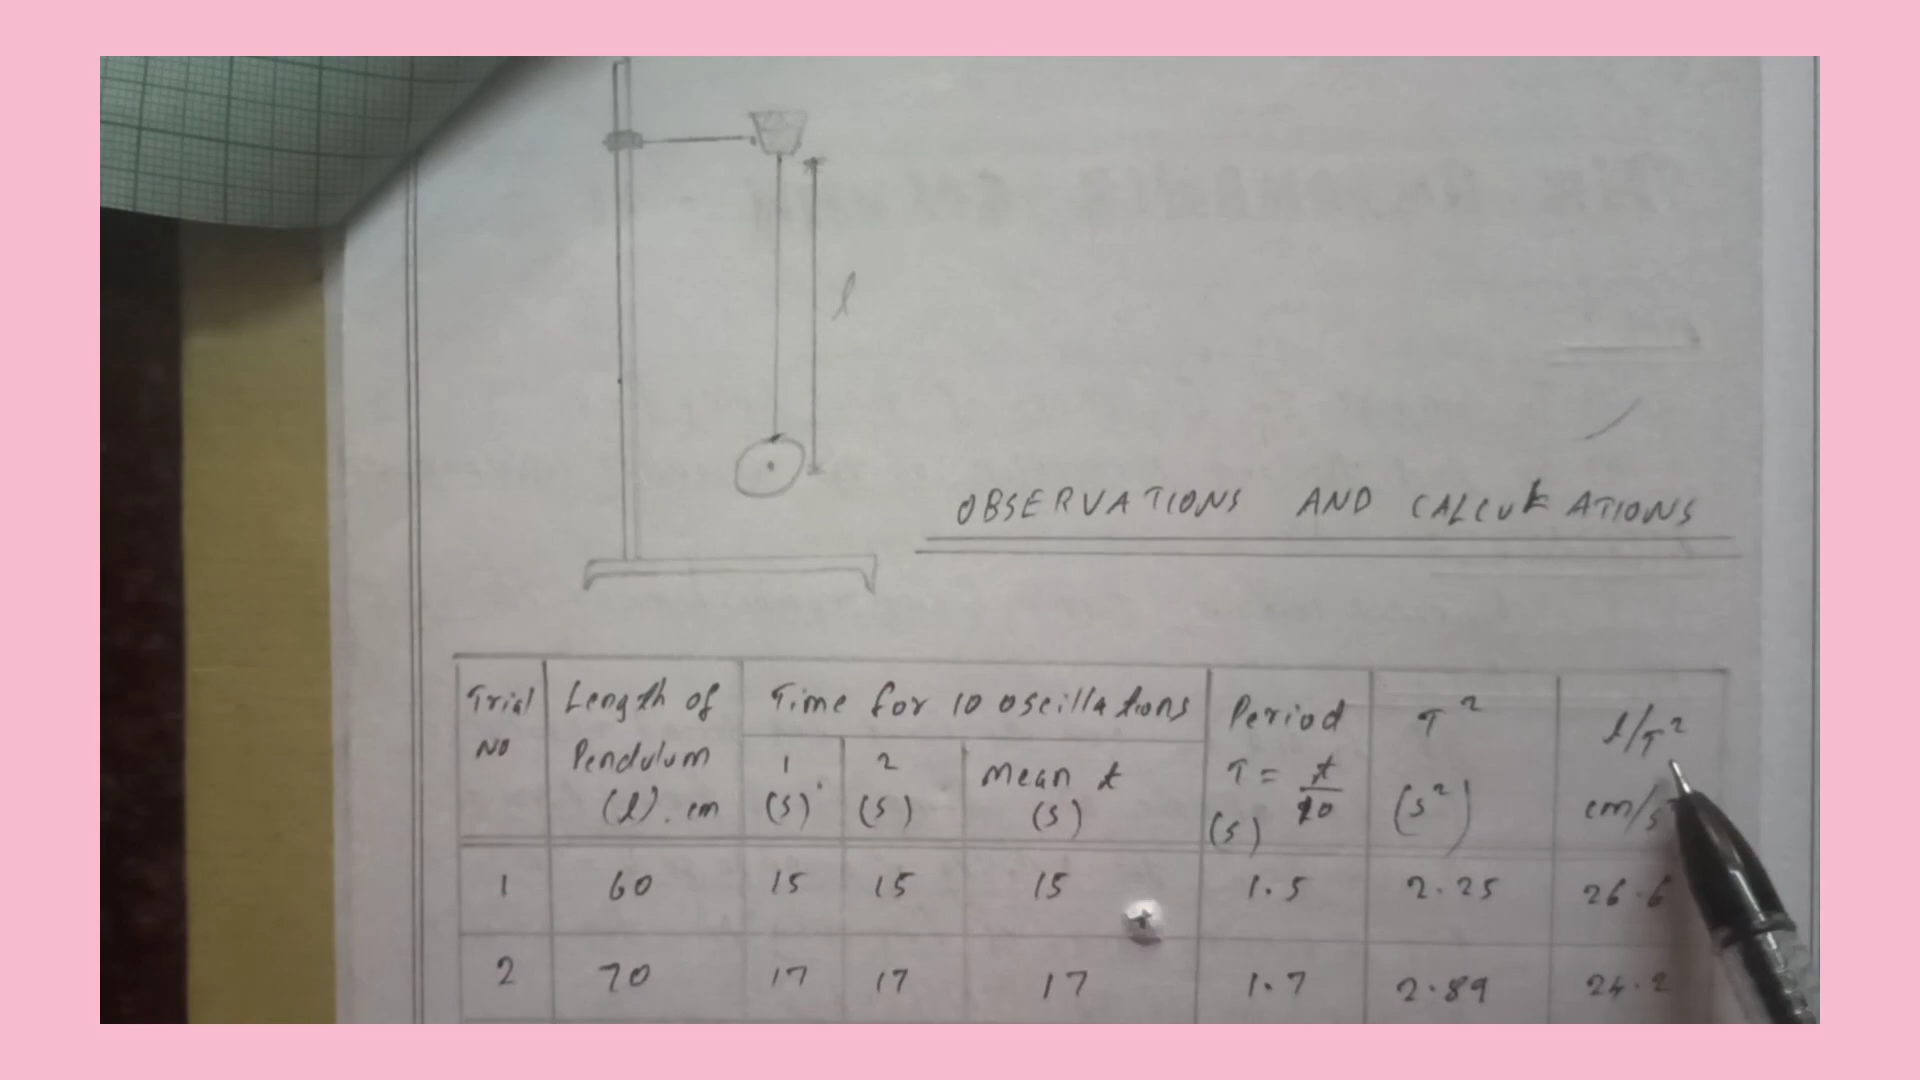 l
OBSERVATIONS AND CALCULATIONS
Trial NO
Length of Pendulum (l). cm
Time for 10 oscillations
1 (s)
2 (s)
Mean t (s)
Period T = t/10 (s)
T² (s²)
l/T² cm/s
1 60 15 15 15 1.5 2.25 26.6
2 70 17 17 17 1.7 2.89 24.2